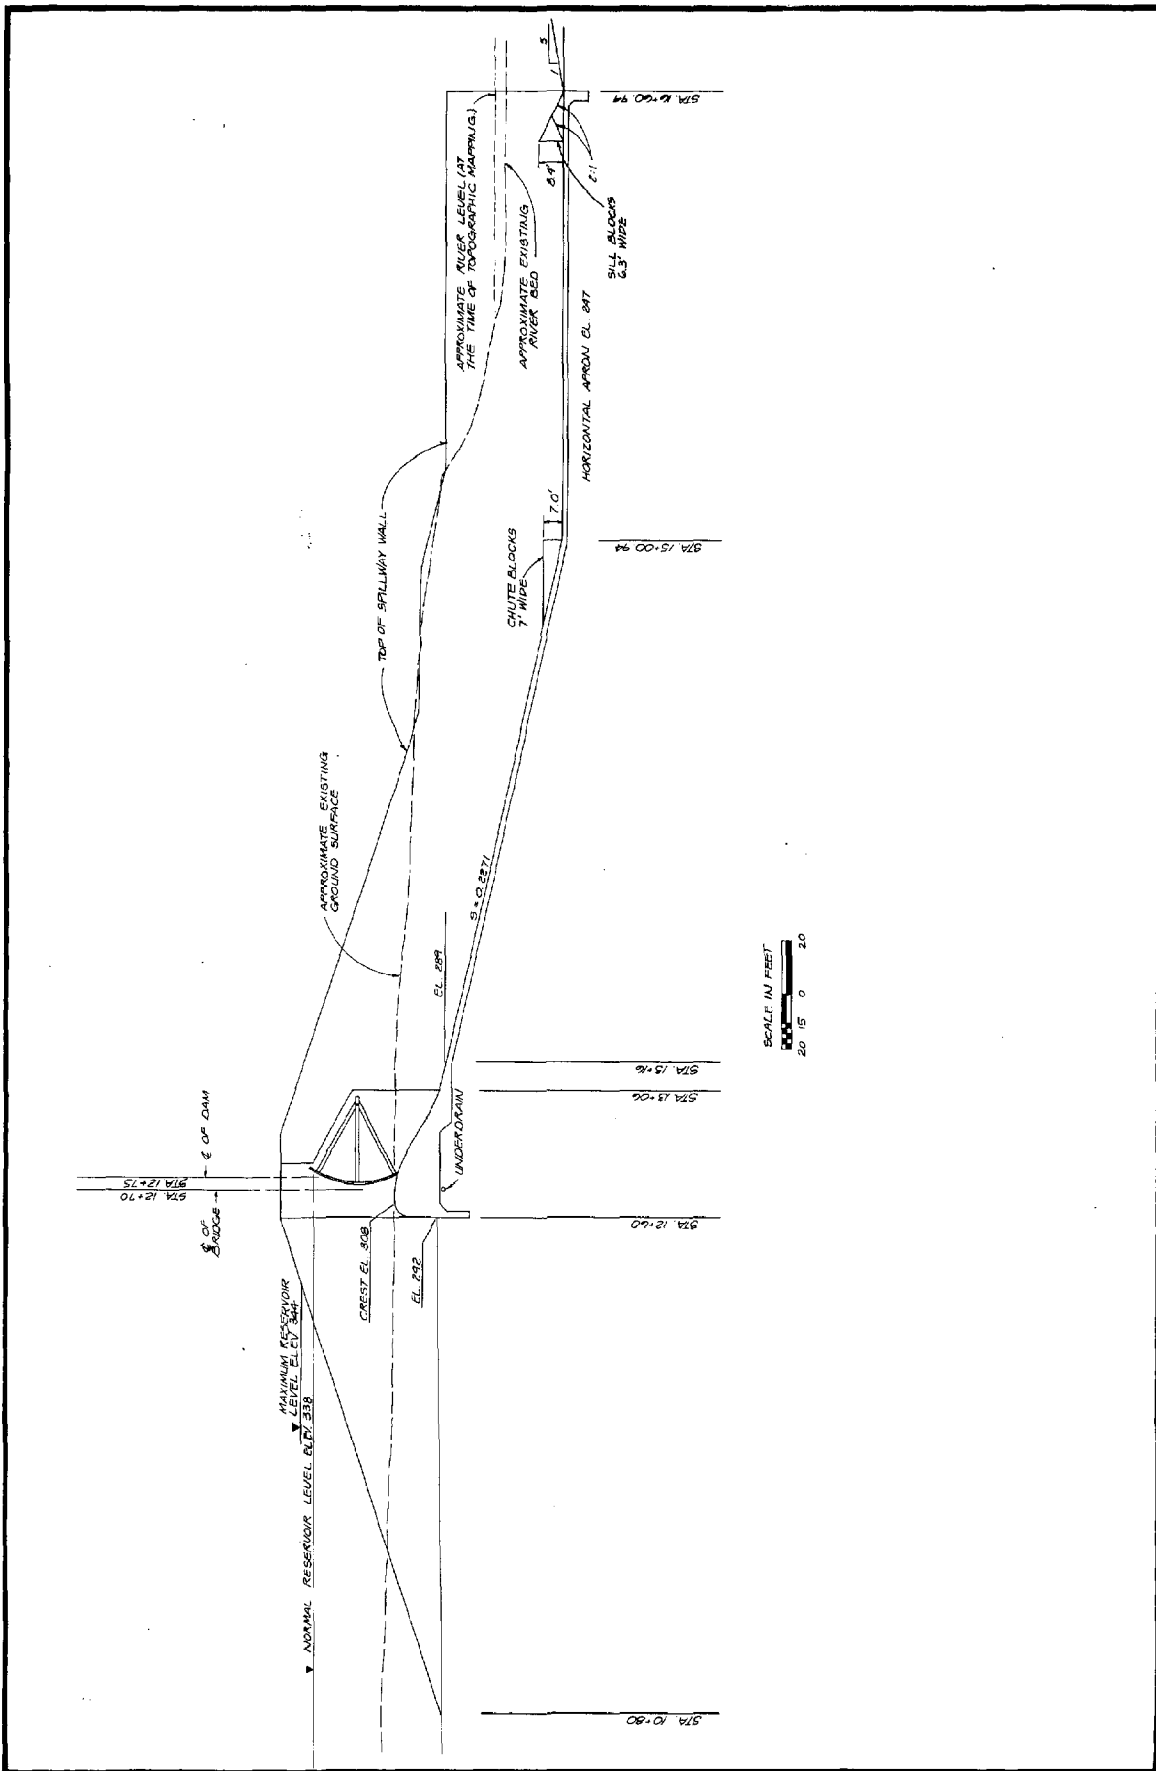 ℄ OF DAM
STA. 12+75
STA. 12+70
℄ OF
BRIDGE
MAXIMUM RESERVOIR
LEVEL ELEV 344
NORMAL RESERVOIR LEVEL ELEV. 338
APPROXIMATE EXISTING
GROUND SURFACE
TOP OF SPILLWAY WALL
APPROXIMATE RIVER LEVEL (AT
THE TIME OF TOPOGRAPHIC MAPPING.)
APPROXIMATE EXISTING
RIVER BED
5
1
8.4'
2:1
SILL BLOCKS
6.3' WIDE
CREST EL. 308
EL. 292
UNDERDRAIN
EL. 289
S = 0.2271
CHUTE BLOCKS
7' WIDE
7.0'
HORIZONTAL APRON EL. 247
STA. 10+80
STA. 12+60
STA. 13+06
STA. 13+16
STA. 15+00.94
STA. 16+60.94
SCALE IN FEET
20 15 0 20